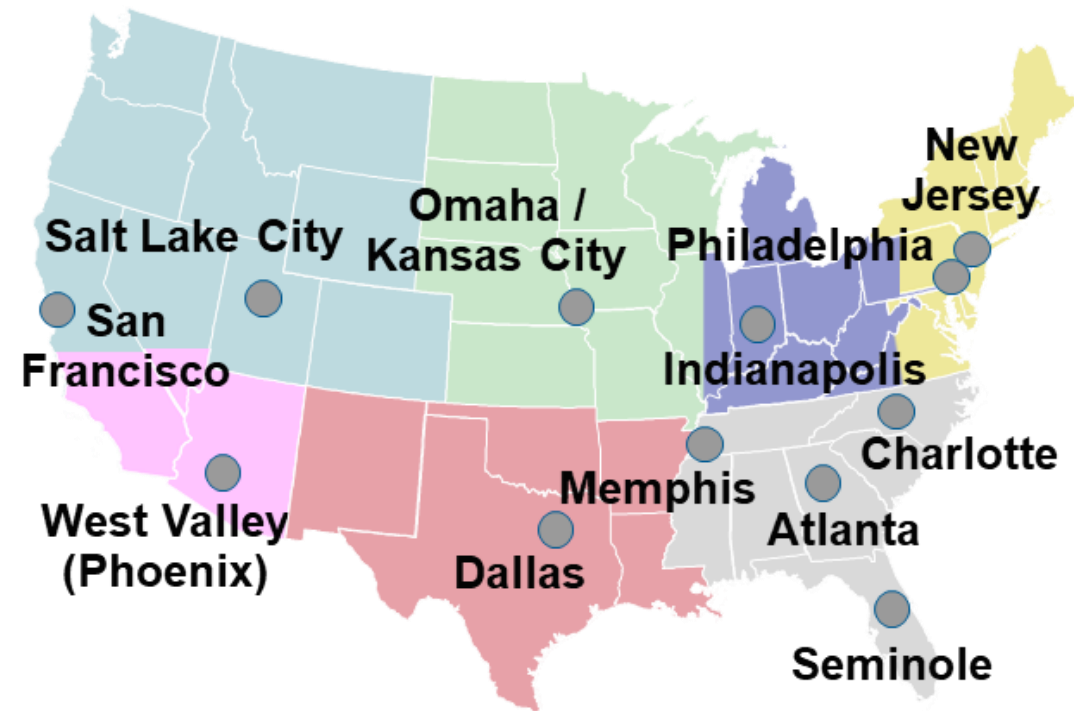 New
Jersey
Omaha /
Kansas City
Salt Lake City
Philadelphia
San
Francisco
Indianapolis
Charlotte
Memphis
Atlanta
West Valley
(Phoenix)
Dallas
Seminole